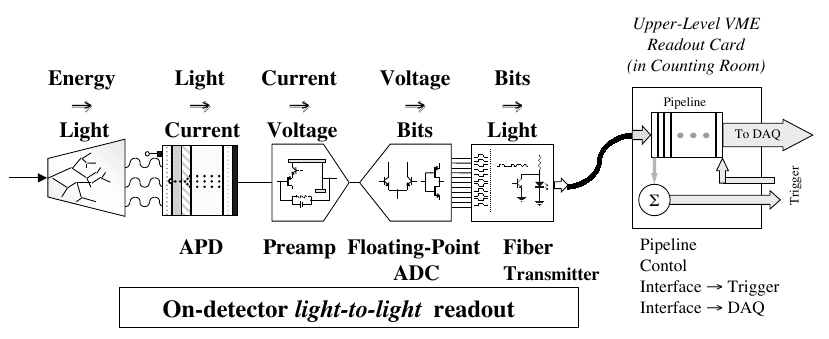 Upper-Level VME
Readout Card
(in Counting Room)
Energy → Light
Light → Current
Current → Voltage
Voltage → Bits
Bits → Light
Pipeline
To DAQ
Trigger
Σ
APD
Preamp
Floating-Point
ADC
Fiber
Transmitter
Pipeline
Contol
Interface → Trigger
Interface → DAQ
On-detector light-to-light readout